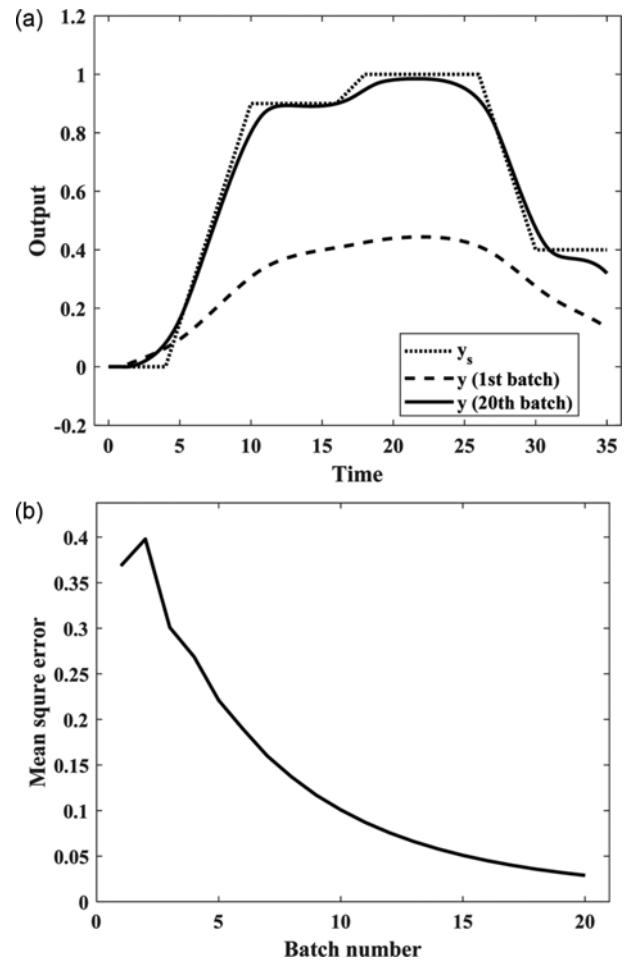 (a)
1.2
1
0.8
0.6
0.4
0.2
0
-0.2
Output
0 5 10 15 20 25 30 35
Time
y_s
y (1st batch)
y (20th batch)
(b)
0.4
0.35
0.3
0.25
0.2
0.15
0.1
0.05
0
Mean squre error
0 5 10 15 20
Batch number